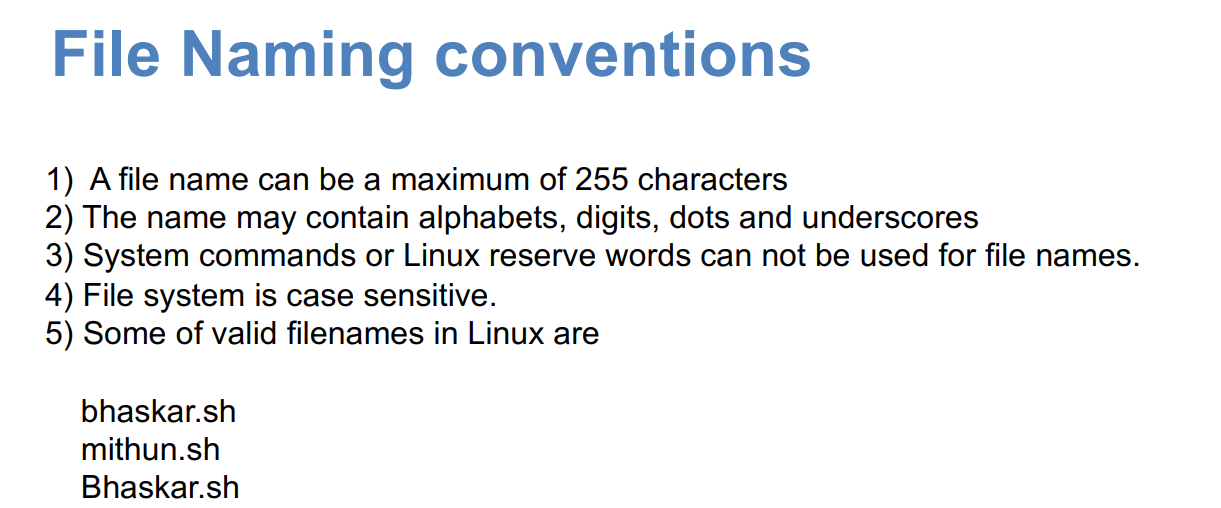 File Naming conventions
1) A file name can be a maximum of 255 characters
2) The name may contain alphabets, digits, dots and underscores
3) System commands or Linux reserve words can not be used for file names.
4) File system is case sensitive.
5) Some of valid filenames in Linux are
bhaskar.sh
mithun.sh
Bhaskar.sh